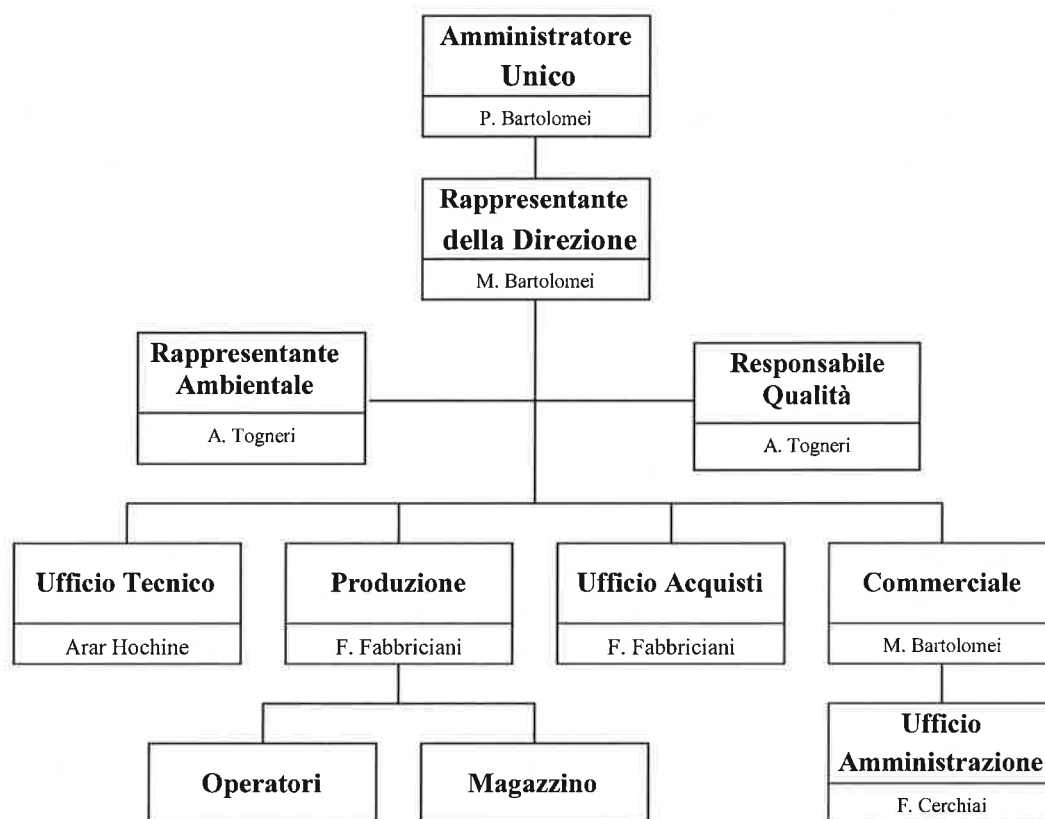 Amministratore
Unico
P. Bartolomei
Rappresentante
della Direzione
M. Bartolomei
Rappresentante
Ambientale
A. Togneri
Responsabile
Qualità
A. Togneri
Ufficio Tecnico
Arar Hochine
Produzione
F. Fabbriciani
Ufficio Acquisti
F. Fabbriciani
Commerciale
M. Bartolomei
Operatori
Magazzino
Ufficio
Amministrazione
F. Cerchiai